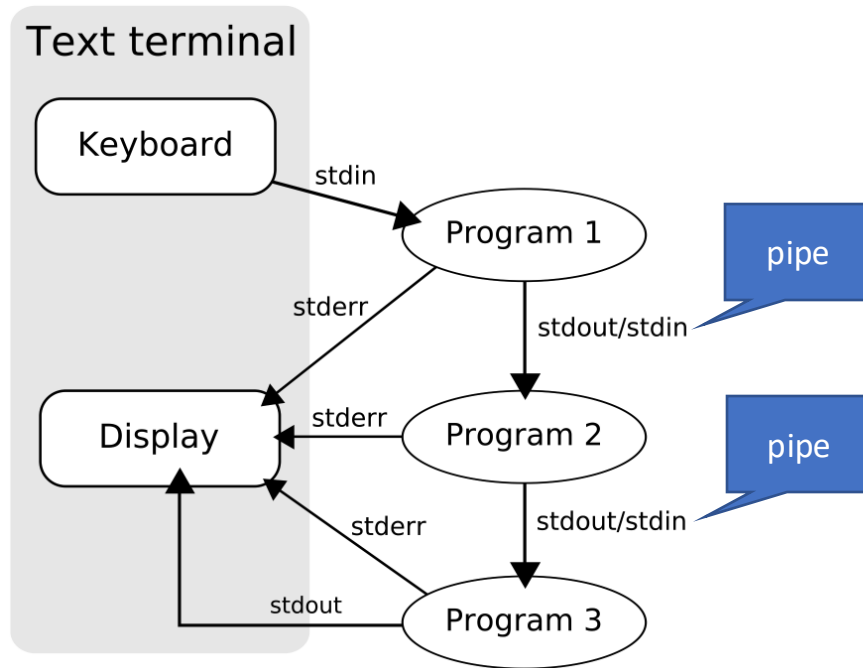 Text terminal
Keyboard
stdin
Program 1
pipe
stderr
stdout/stdin
Display
stderr
Program 2
pipe
stdout/stdin
stderr
stdout
Program 3